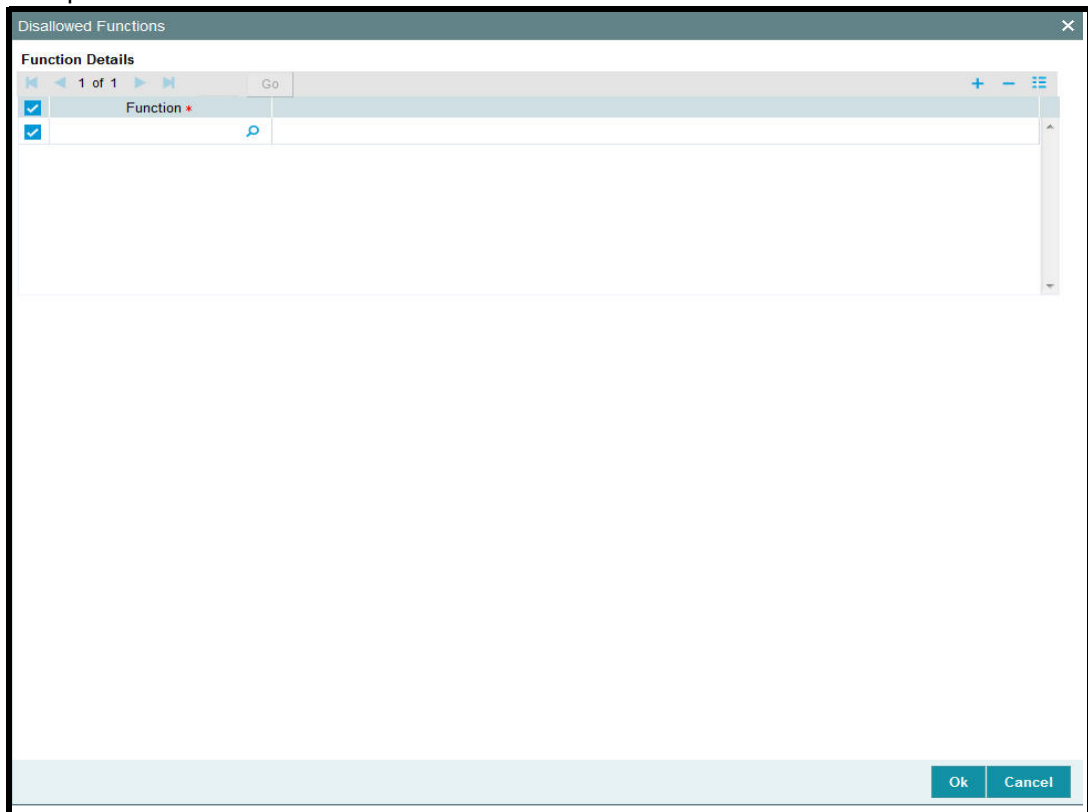 Disallowed Functions
Function Details
1 of 1 Go
Function *
Ok Cancel